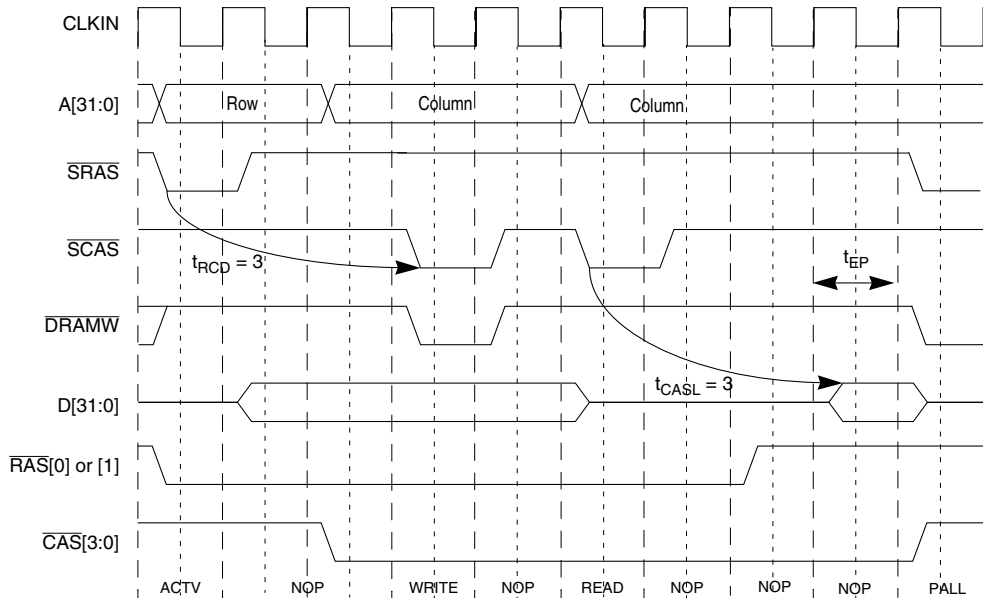 CLKIN
A[31:0] Row Column Column
SRAS
SCAS
tRCD = 3
tEP
DRAMW
tCASL = 3
D[31:0]
RAS[0] or [1]
CAS[3:0]
ACTV NOP WRITE NOP READ NOP NOP NOP PALL